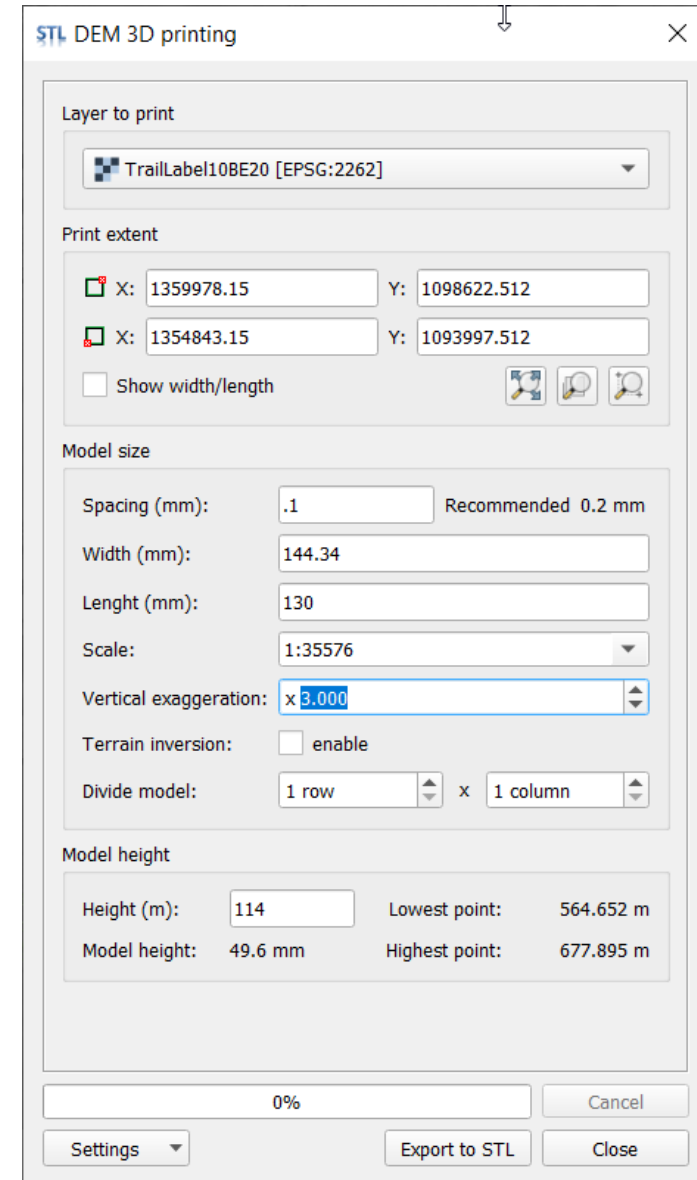 STL DEM 3D printing
Layer to print
TrailLabel10BE20 [EPSG:2262]
Print extent
X: 1359978.15 Y: 1098622.512
X: 1354843.15 Y: 1093997.512
Show width/length
Model size
Spacing (mm): .1 Recommended 0.2 mm
Width (mm): 144.34
Lenght (mm): 130
Scale: 1:35576
Vertical exaggeration: x 3.000
Terrain inversion: enable
Divide model: 1 row x 1 column
Model height
Height (m): 114 Lowest point: 564.652 m
Model height: 49.6 mm Highest point: 677.895 m
0% Cancel
Settings Export to STL Close